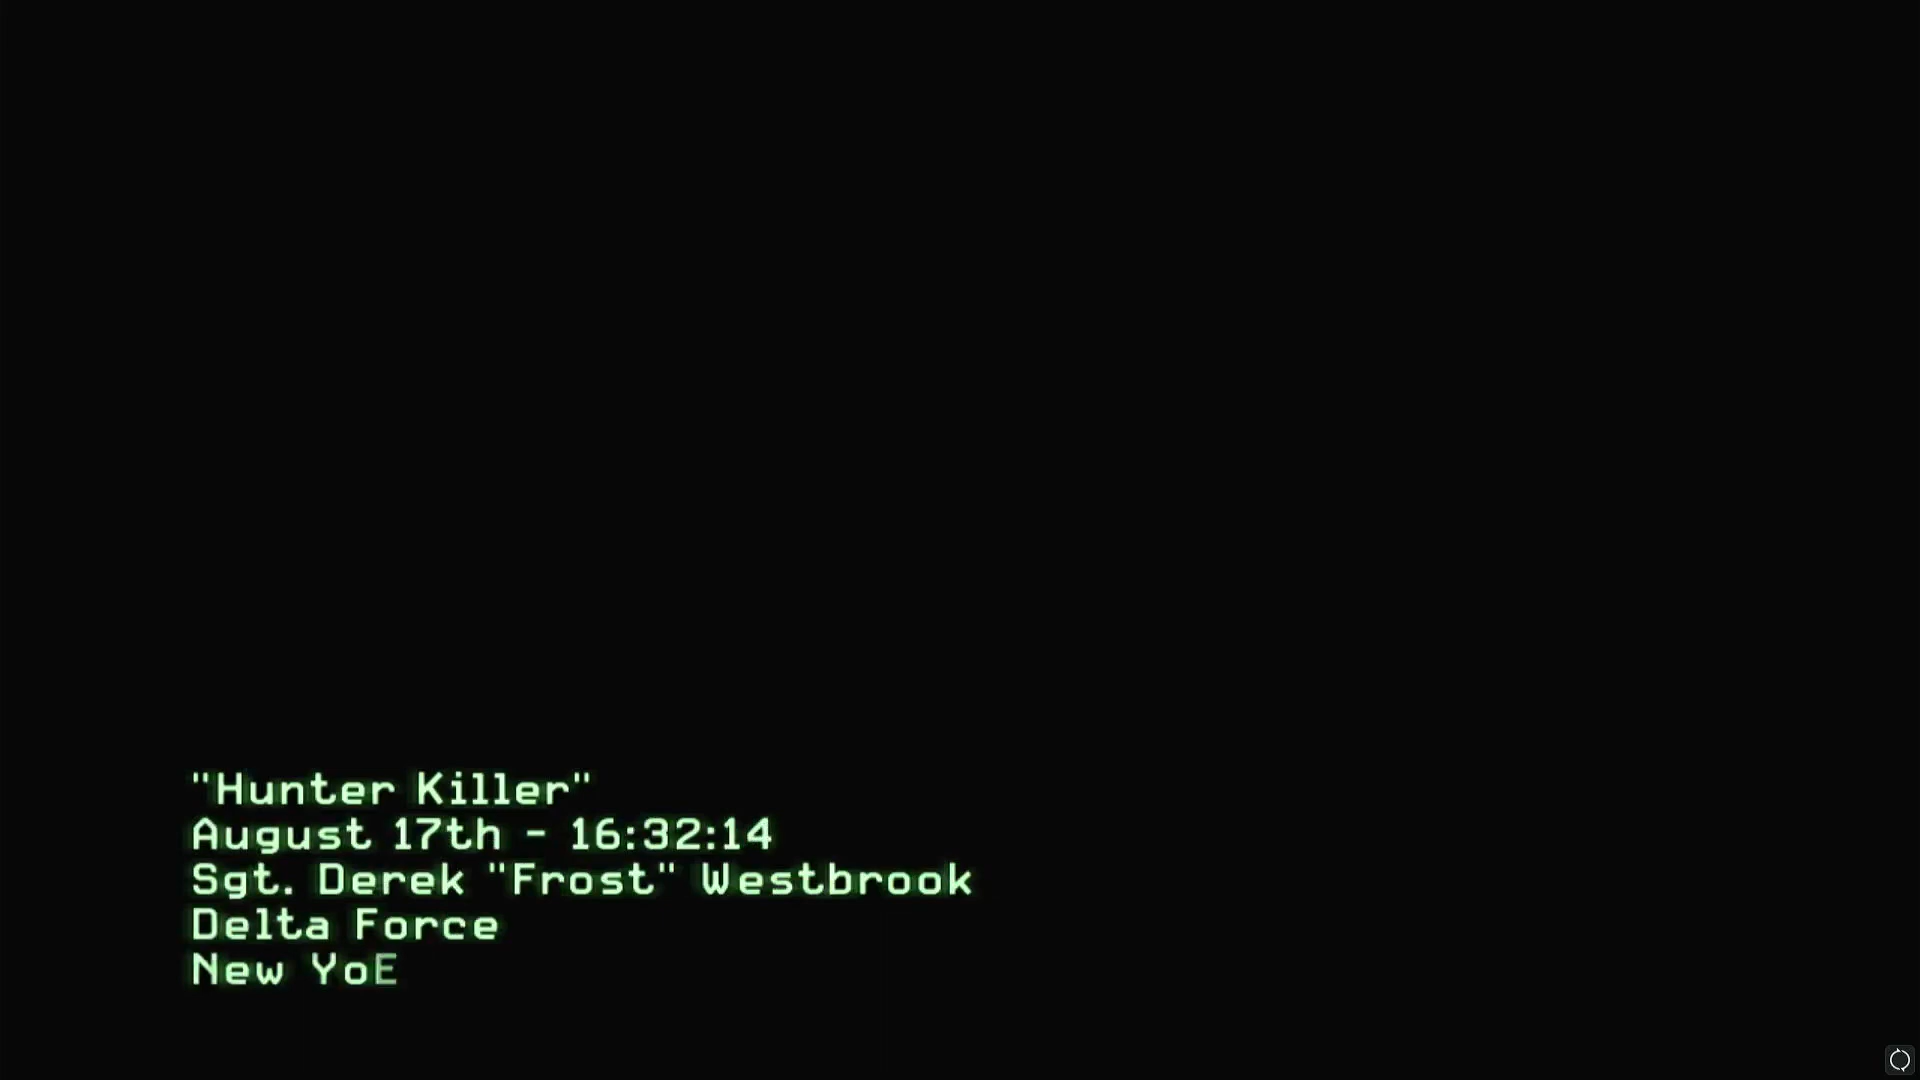 "Hunter Killer"
August 17th - 16:32:14
Sgt. Derek "Frost" Westbrook
Delta Force
New YoE